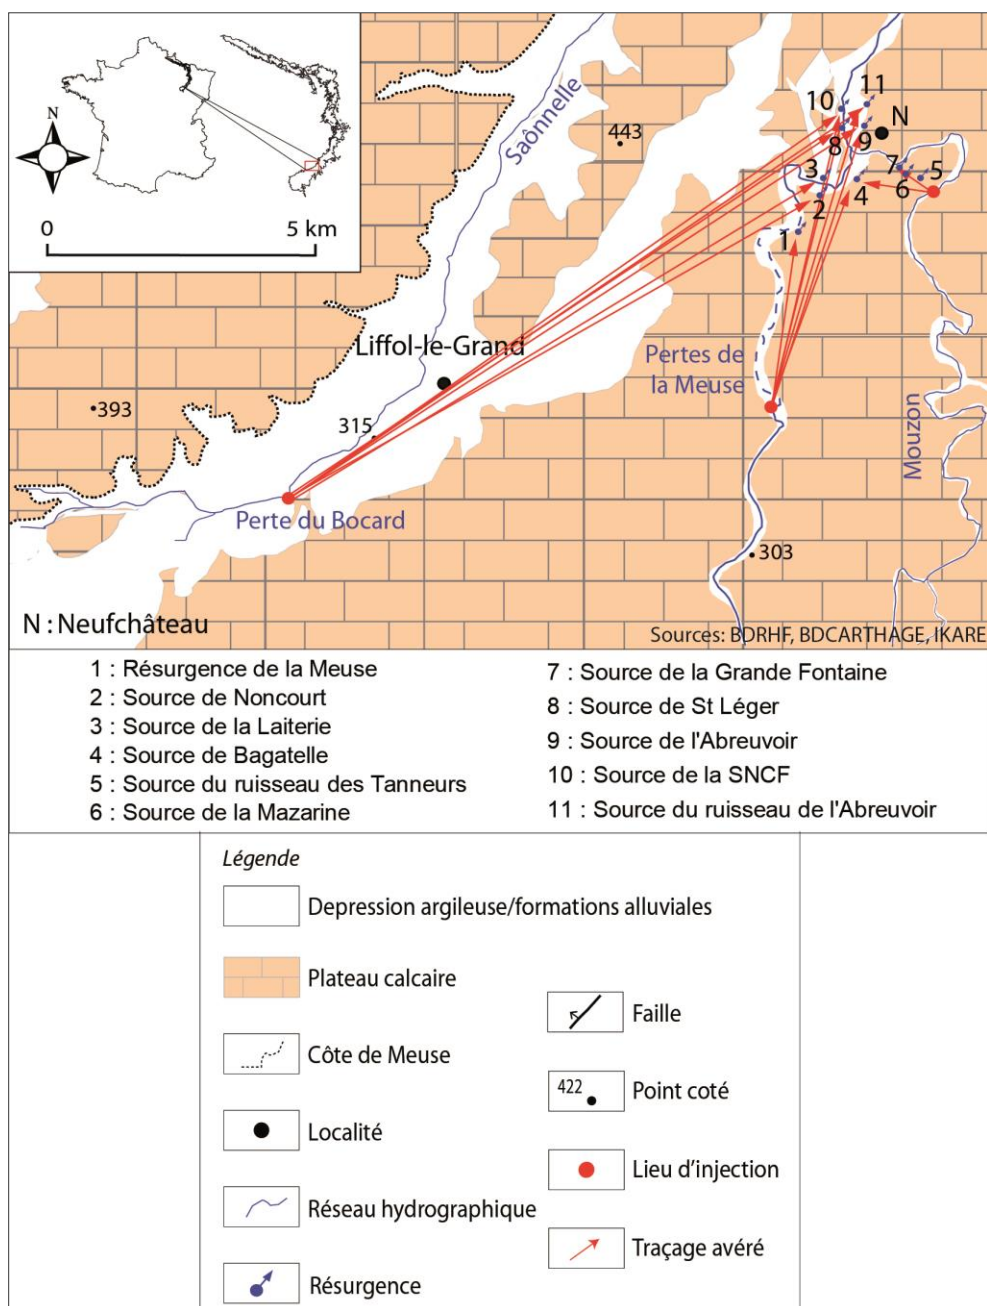 N
0
5 km
Saônnelle
443
10
11
N
8
9
3
7
5
6
4
2
1
Liffol-le-Grand
Pertes de
la Meuse
393
315
Mouzon
Perte du Bocard
303
N : Neufchâteau
Sources: BDRHF, BDCARTHAGE, IKARE
1 : Résurgence de la Meuse
2 : Source de Noncourt
3 : Source de la Laiterie
4 : Source de Bagatelle
5 : Source du ruisseau des Tanneurs
6 : Source de la Mazarine
7 : Source de la Grande Fontaine
8 : Source de St Léger
9 : Source de l'Abreuvoir
10 : Source de la SNCF
11 : Source du ruisseau de l'Abreuvoir
Légende
Depression argileuse/formations alluviales
Plateau calcaire
Côte de Meuse
Localité
Réseau hydrographique
Résurgence
Faille
422
Point coté
Lieu d'injection
Traçage avéré